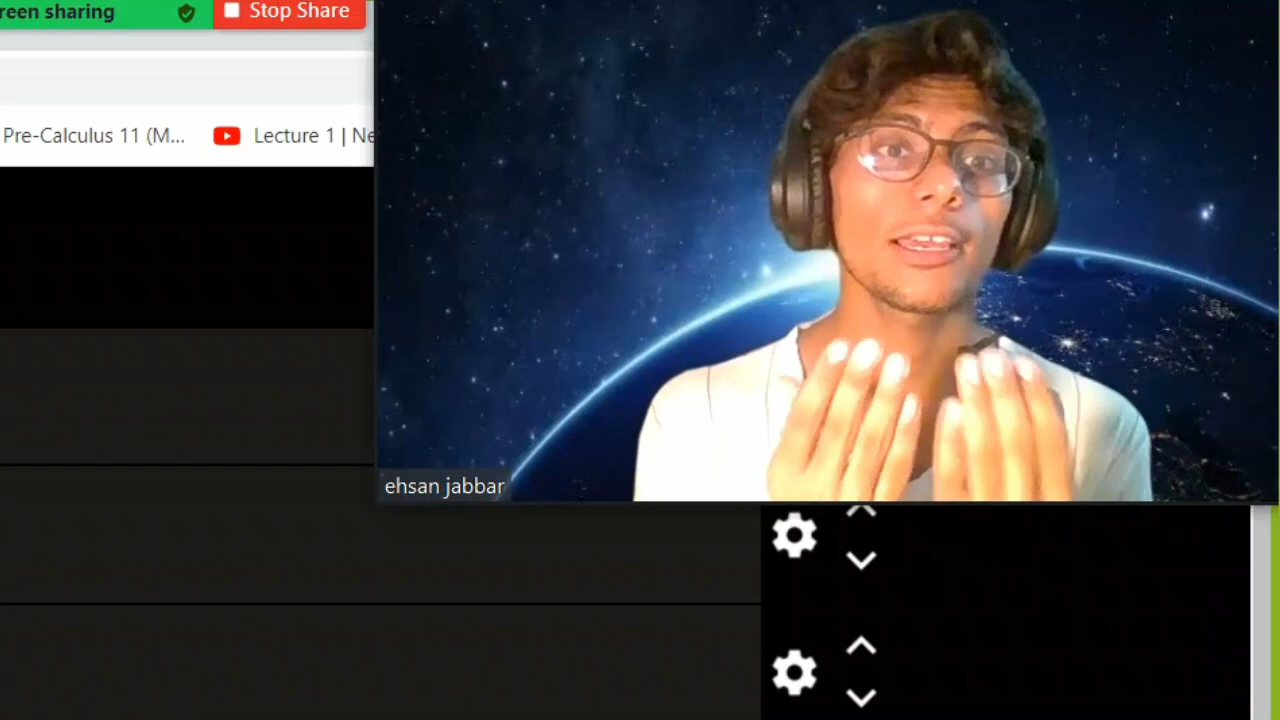 reen sharing
Stop Share
Pre-Calculus 11 (M...
Lecture 1 | Ne
ehsan jabbar